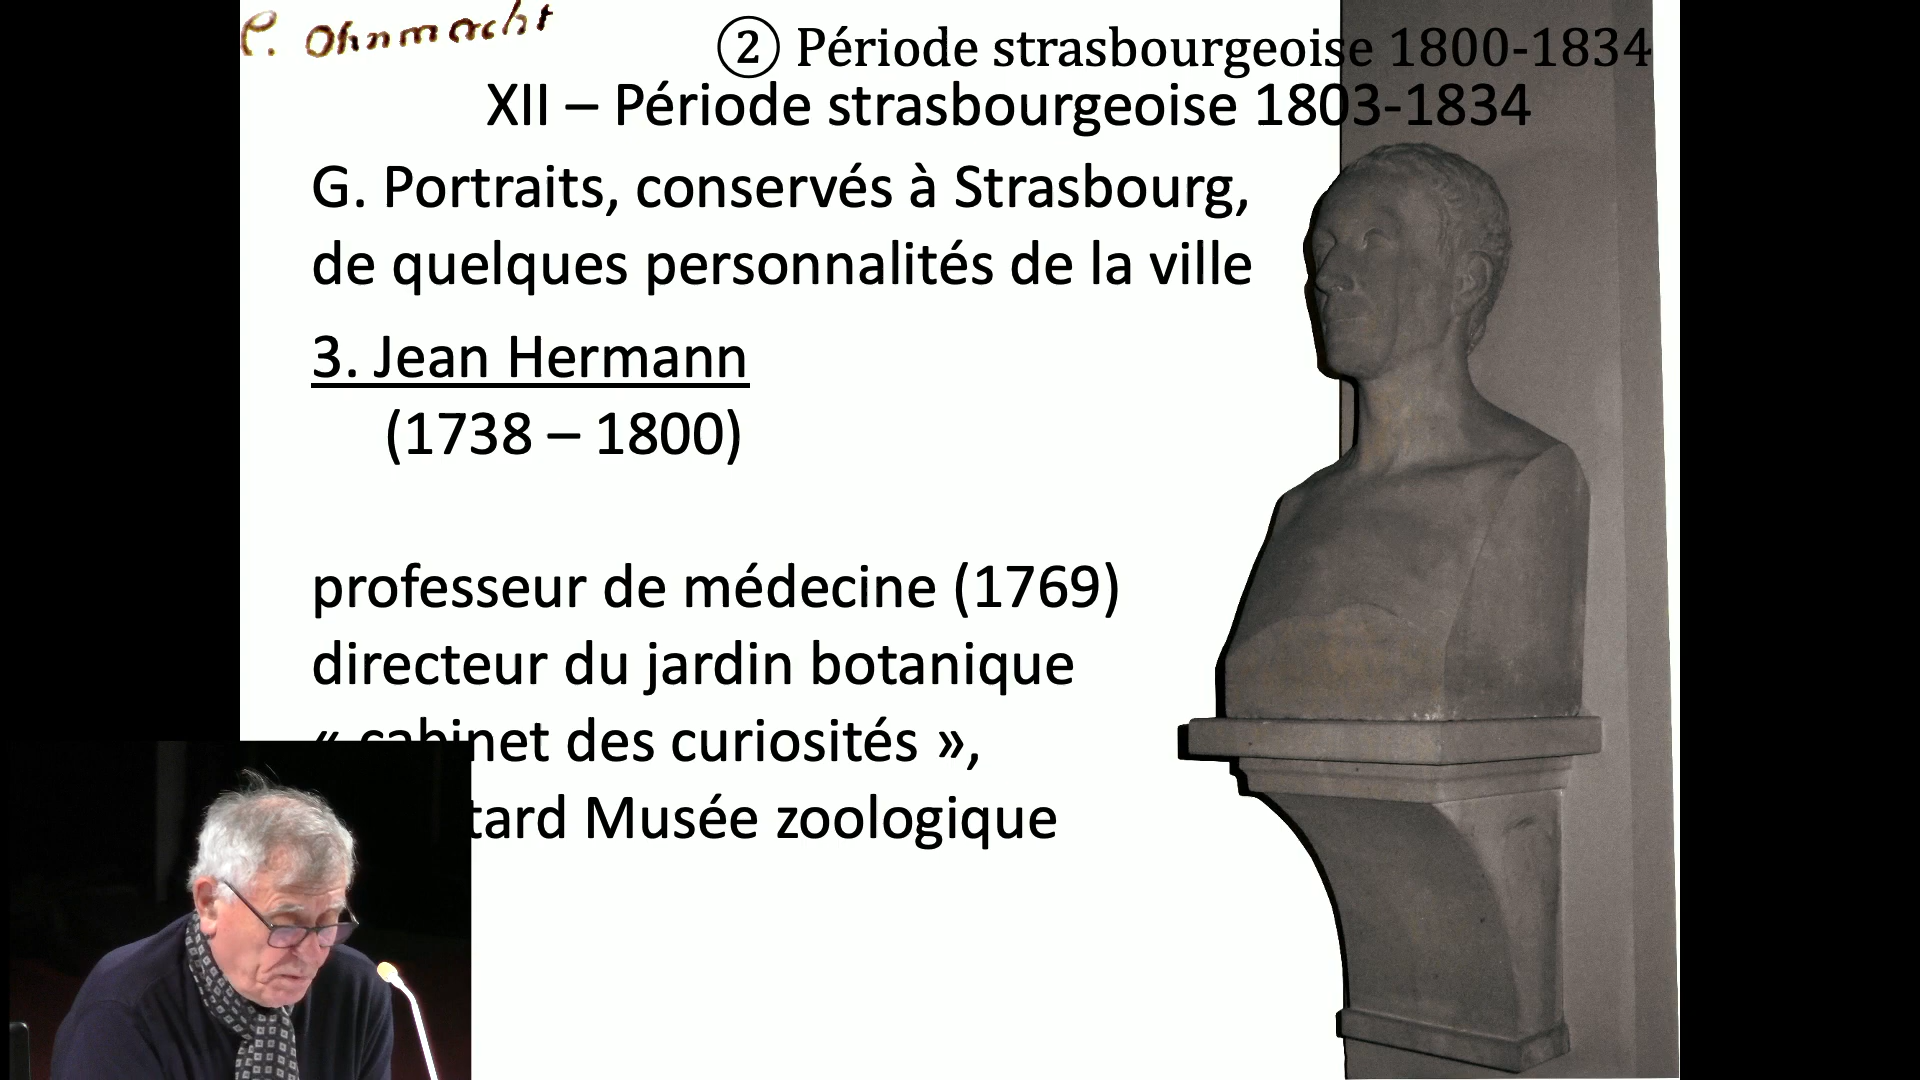 P. Ohnmacht
② Période strasbourgeoise 1800-1834
XII – Période strasbourgeoise 1803-1834
G. Portraits, conservés à Strasbourg,
de quelques personnalités de la ville
3. Jean Hermann
(1738 – 1800)
professeur de médecine (1769)
directeur du jardin botanique
« cabinet des curiosités »,
tard Musée zoologique